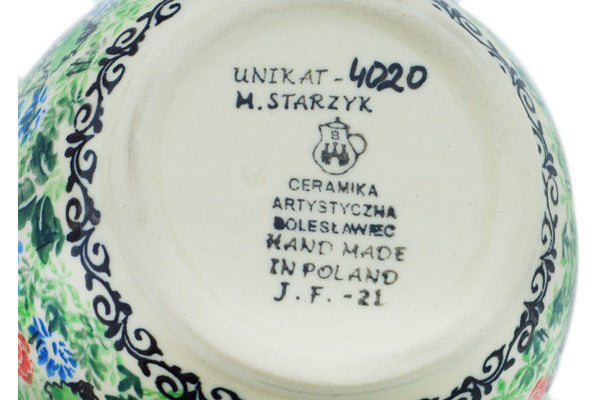 UNIKAT - 4020
M. STARZYK
B
CERAMIKA
ARTYSTYCZNA
BOLESŁAWIEC
HAND MADE
IN POLAND
J. F. - 21